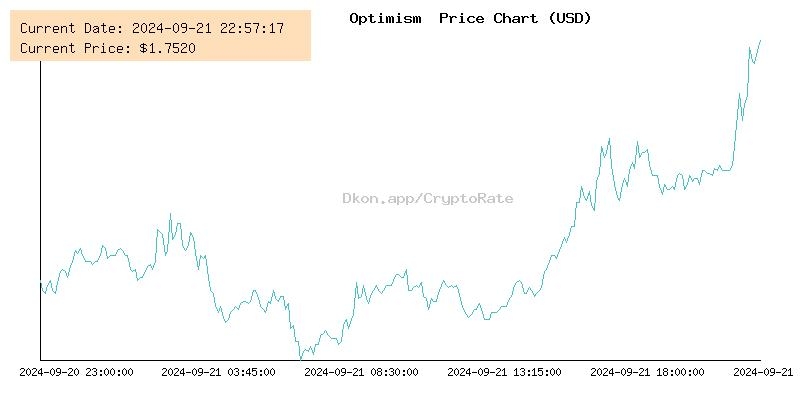 Optimism  Price Chart (USD)
Current Date: 2024-09-21 22:57:17
Current Price: $1.7520
Dkon.app/CryptoRate
2024-09-20 23:00:00 2024-09-21 03:45:00 2024-09-21 08:30:00 2024-09-21 13:15:00 2024-09-21 18:00:00 2024-09-21